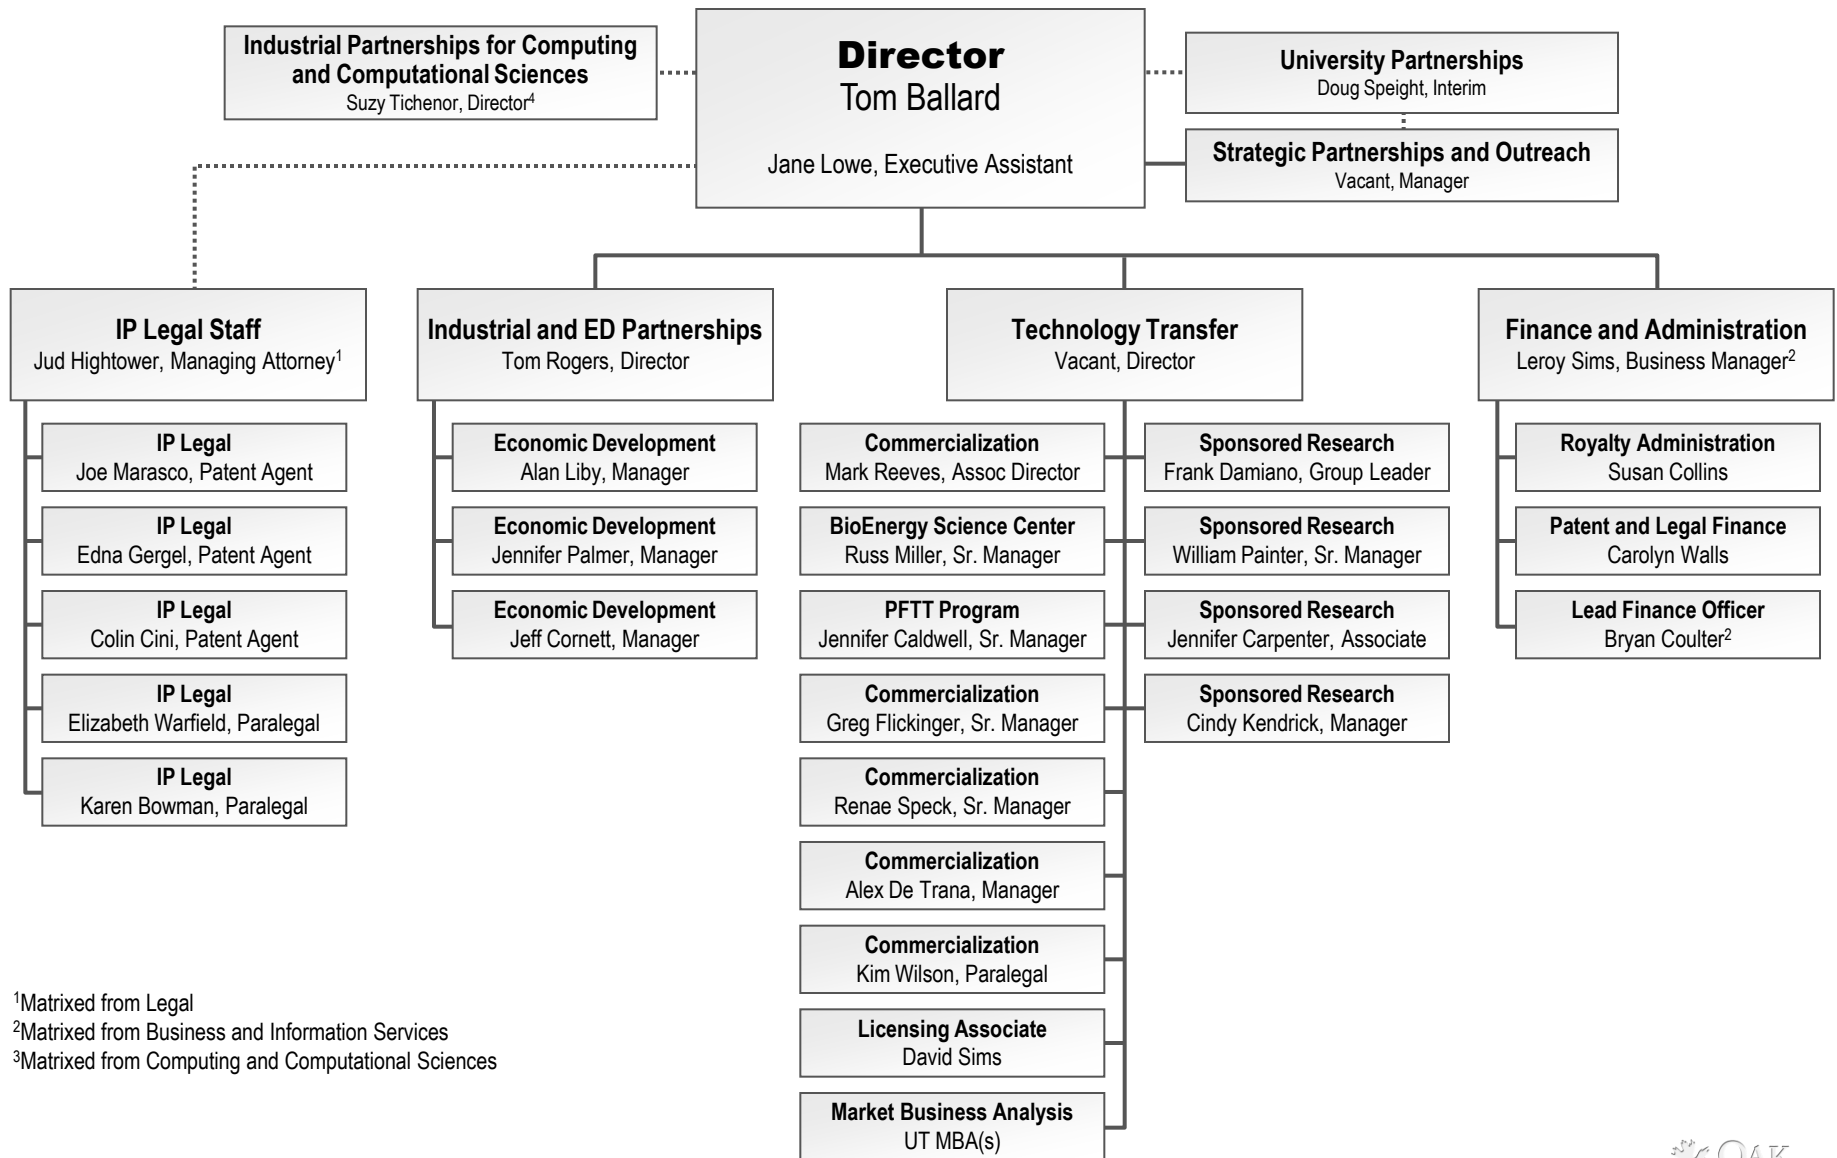 Industrial Partnerships for Computing
and Computational Sciences
Suzy Tichenor, Director⁴
Director
Tom Ballard
Jane Lowe, Executive Assistant
University Partnerships
Doug Speight, Interim
Strategic Partnerships and Outreach
Vacant, Manager
IP Legal Staff
Jud Hightower, Managing Attorney¹
IP Legal
Joe Marasco, Patent Agent
IP Legal
Edna Gergel, Patent Agent
IP Legal
Colin Cini, Patent Agent
IP Legal
Elizabeth Warfield, Paralegal
IP Legal
Karen Bowman, Paralegal
Industrial and ED Partnerships
Tom Rogers, Director
Economic Development
Alan Liby, Manager
Economic Development
Jennifer Palmer, Manager
Economic Development
Jeff Cornett, Manager
Technology Transfer
Vacant, Director
Commercialization
Mark Reeves, Assoc Director
BioEnergy Science Center
Russ Miller, Sr. Manager
PFTT Program
Jennifer Caldwell, Sr. Manager
Commercialization
Greg Flickinger, Sr. Manager
Commercialization
Renae Speck, Sr. Manager
Commercialization
Alex De Trana, Manager
Commercialization
Kim Wilson, Paralegal
Licensing Associate
David Sims
Market Business Analysis
UT MBA(s)
Sponsored Research
Frank Damiano, Group Leader
Sponsored Research
William Painter, Sr. Manager
Sponsored Research
Jennifer Carpenter, Associate
Sponsored Research
Cindy Kendrick, Manager
Finance and Administration
Leroy Sims, Business Manager²
Royalty Administration
Susan Collins
Patent and Legal Finance
Carolyn Walls
Lead Finance Officer
Bryan Coulter²
¹Matrixed from Legal
²Matrixed from Business and Information Services
³Matrixed from Computing and Computational Sciences
OAK